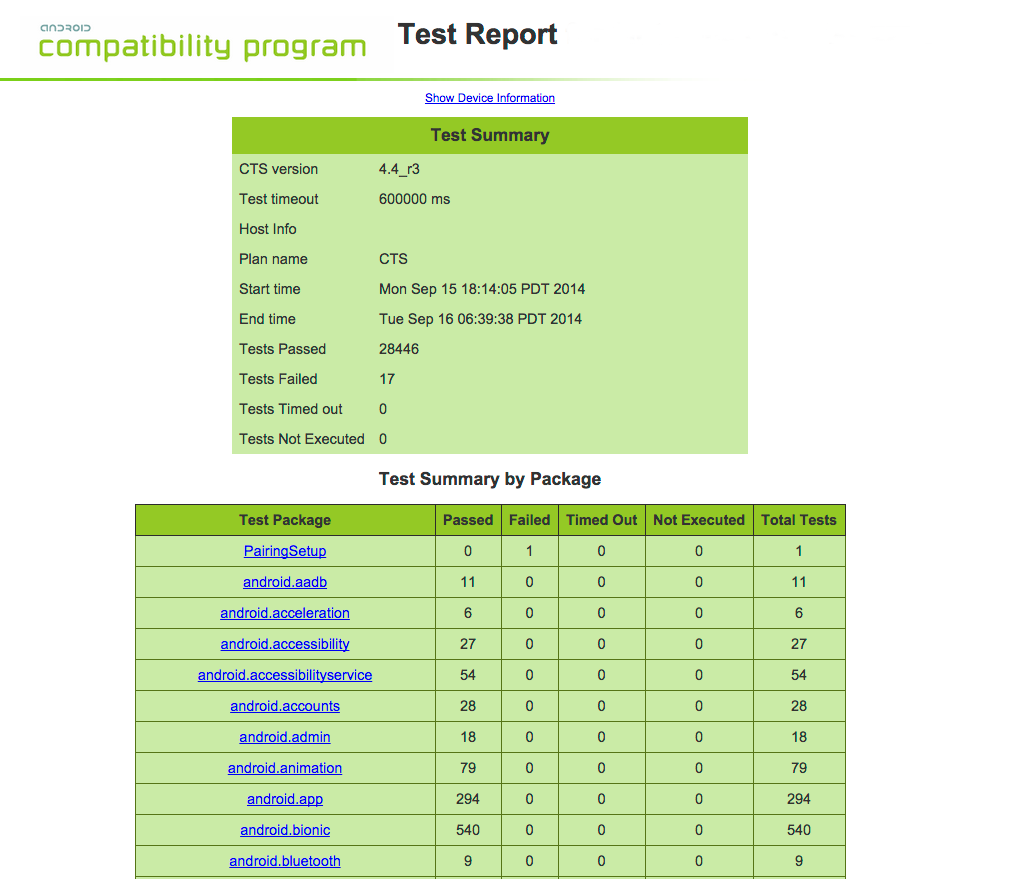 ANDROID
compatibility program
Test Report
Show Device Information
Test Summary
CTS version 4.4_r3
Test timeout 600000 ms
Host Info
Plan name CTS
Start time Mon Sep 15 18:14:05 PDT 2014
End time Tue Sep 16 06:39:38 PDT 2014
Tests Passed 28446
Tests Failed 17
Tests Timed out 0
Tests Not Executed 0
Test Summary by Package
Test Package Passed Failed Timed Out Not Executed Total Tests
PairingSetup 0 1 0 0 1
android.aadb 11 0 0 0 11
android.acceleration 6 0 0 0 6
android.accessibility 27 0 0 0 27
android.accessibilityservice 54 0 0 0 54
android.accounts 28 0 0 0 28
android.admin 18 0 0 0 18
android.animation 79 0 0 0 79
android.app 294 0 0 0 294
android.bionic 540 0 0 0 540
android.bluetooth 9 0 0 0 9